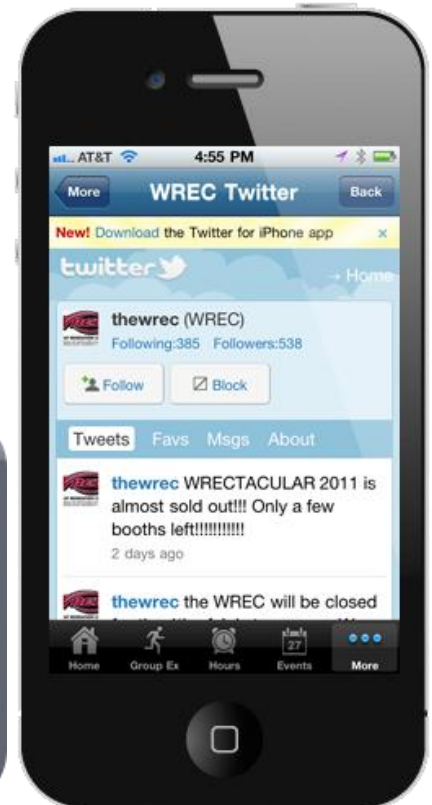 AT&T 4:55 PM
More WREC Twitter Back
New! Download the Twitter for iPhone app ×
twitter → Home
thewrec (WREC)
Following:385 Followers:538
Follow Block
Tweets Favs Msgs About
thewrec WRECTACULAR 2011 is
almost sold out!!! Only a few
booths left!!!!!!!!!!!
2 days ago
thewrec the WREC will be closed
27
Home Group Ex Hours Events More